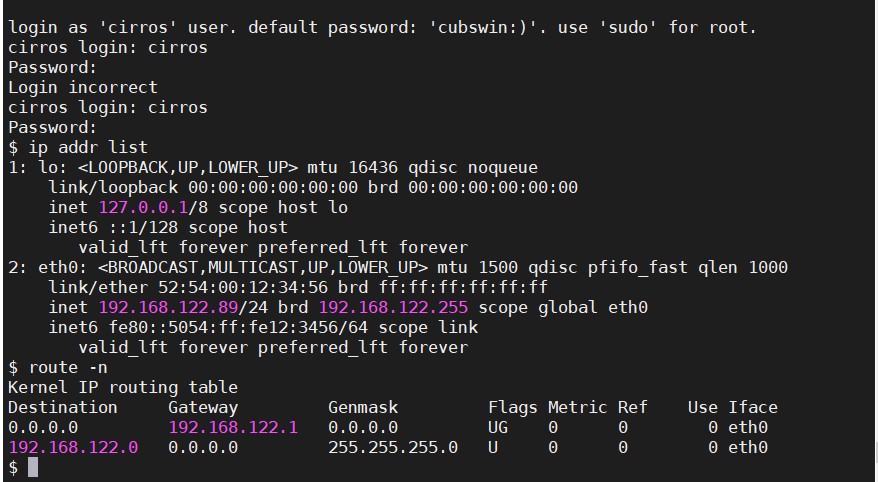 login as 'cirros' user. default password: 'cubswin:)'. use 'sudo' for root.
cirros login: cirros
Password:
Login incorrect
cirros login: cirros
Password:
$ ip addr list
1: lo: <LOOPBACK,UP,LOWER_UP> mtu 16436 qdisc noqueue
    link/loopback 00:00:00:00:00:00 brd 00:00:00:00:00:00
    inet 127.0.0.1/8 scope host lo
    inet6 ::1/128 scope host
       valid_lft forever preferred_lft forever
2: eth0: <BROADCAST,MULTICAST,UP,LOWER_UP> mtu 1500 qdisc pfifo_fast qlen 1000
    link/ether 52:54:00:12:34:56 brd ff:ff:ff:ff:ff:ff
    inet 192.168.122.89/24 brd 192.168.122.255 scope global eth0
    inet6 fe80::5054:ff:fe12:3456/64 scope link
       valid_lft forever preferred_lft forever
$ route -n
Kernel IP routing table
Destination     Gateway         Genmask         Flags Metric Ref    Use Iface
0.0.0.0         192.168.122.1   0.0.0.0         UG    0      0        0 eth0
192.168.122.0   0.0.0.0         255.255.255.0   U     0      0        0 eth0
$